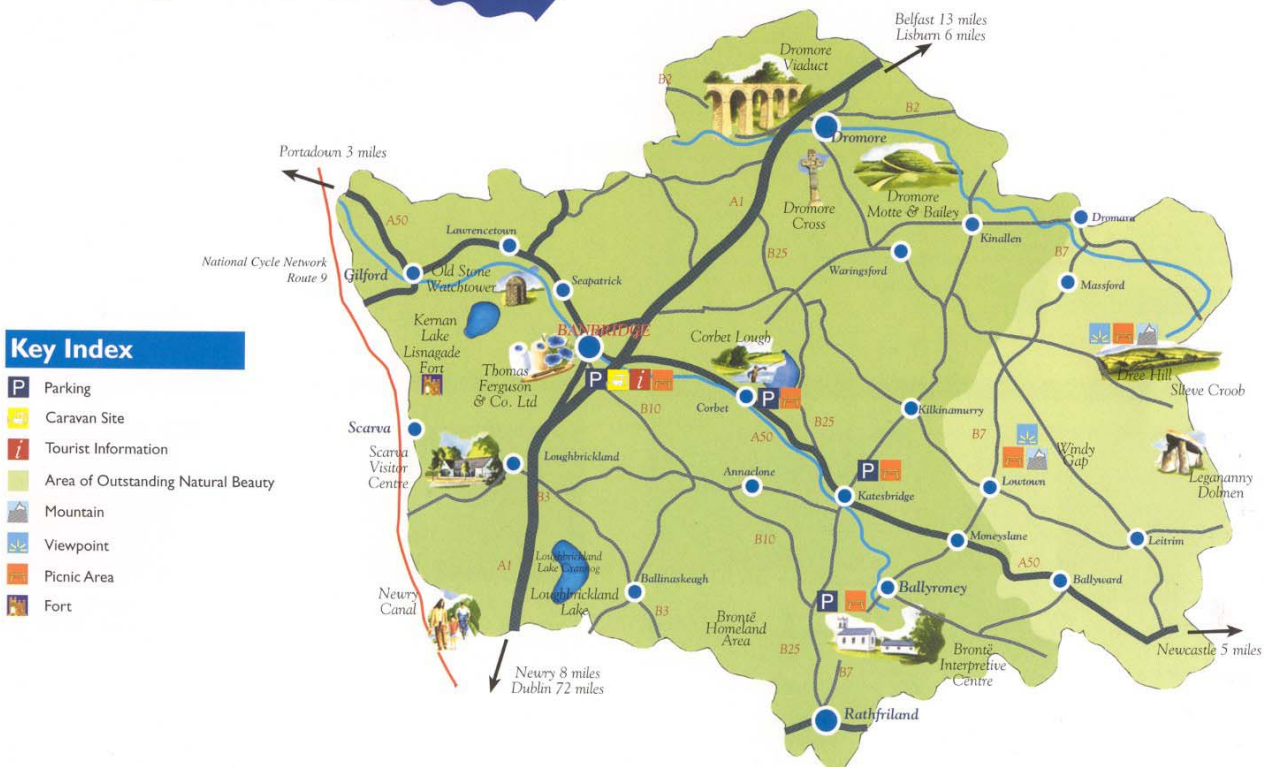 Belfast 13 miles
Lisburn 6 miles
Dromore
Viaduct
B2
B2
Dromore
Portadown 3 miles
A50
A1
Dromore
Cross
Dromore
Motte & Bailey
Kinallen
Dromara
Lawrencetown
National Cycle Network
Route 9
Gilford
Old Stone
Watchtower
Seapatrick
B25
Waringsford
B7
Massford
Key Index
P Parking
Caravan Site
i Tourist Information
Area of Outstanding Natural Beauty
Mountain
Viewpoint
Picnic Area
Fort
Kernan
Lake
Lisnagade
Fort
BANBRIDGE
Thomas
Ferguson
& Co. Ltd
P
i
Corbet Lough
Corbet
P
B10
A50
B25
Kilkinamurry
B7
Dree Hill
Slieve Croob
Windy
Gap
Legananny
Dolmen
Scarva
Scarva
Visitor
Centre
Loughbrickland
B3
Annaclone
P
Katesbridge
Lowtown
Moneyslane
Leitrim
B10
A1
Loughbrickland
Lake Crannog
Loughbrickland
Lake
Ballinaskeagh
B3
A50
Ballyward
Ballyroney
P
Newry
Canal
Brontë
Homeland
Area
B25
B7
Brontë
Interpretive
Centre
Newcastle 5 miles
Newry 8 miles
Dublin 72 miles
Rathfriland